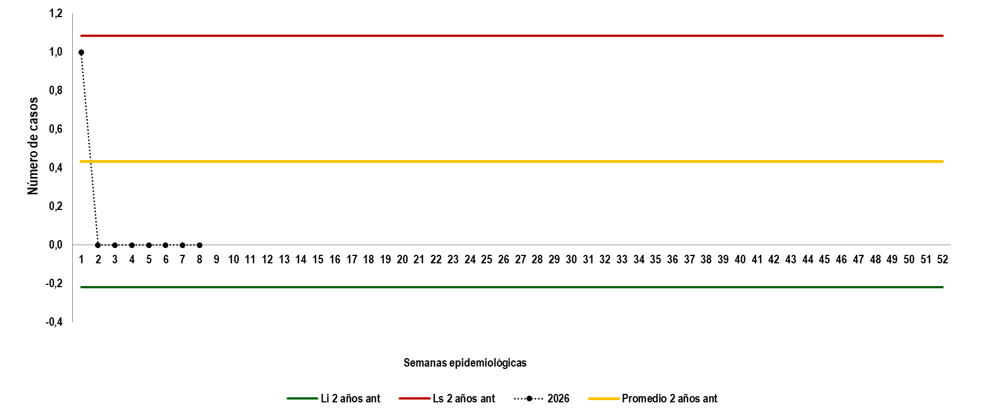 1,2
1,0
0,8
0,6
0,4
0,2
0,0
-0,2
-0,4
Número de casos
1 2 3 4 5 6 7 8 9 10 11 12 13 14 15 16 17 18 19 20 21 22 23 24 25 26 27 28 29 30 31 32 33 34 35 36 37 38 39 40 41 42 43 44 45 46 47 48 49 50 51 52
Semanas epidemiológicas
Li 2 años ant Ls 2 años ant 2026 Promedio 2 años ant